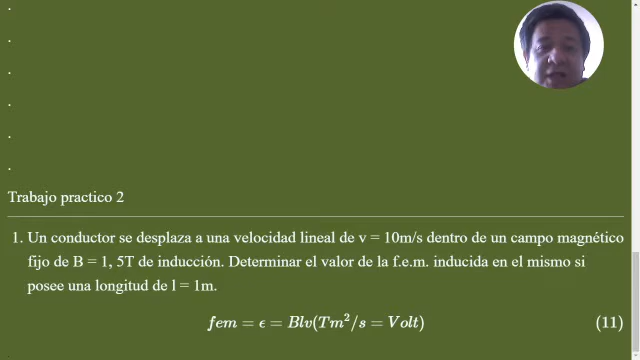 Trabajo practico 2
1. Un conductor se desplaza a una velocidad lineal de v = 10m/s dentro de un campo magnético
fijo de B = 1, 5T de inducción. Determinar el valor de la f.e.m. inducida en el mismo si
posee una longitud de l = 1m.
fem = ϵ = Blv(Tm²/s = Volt) (11)